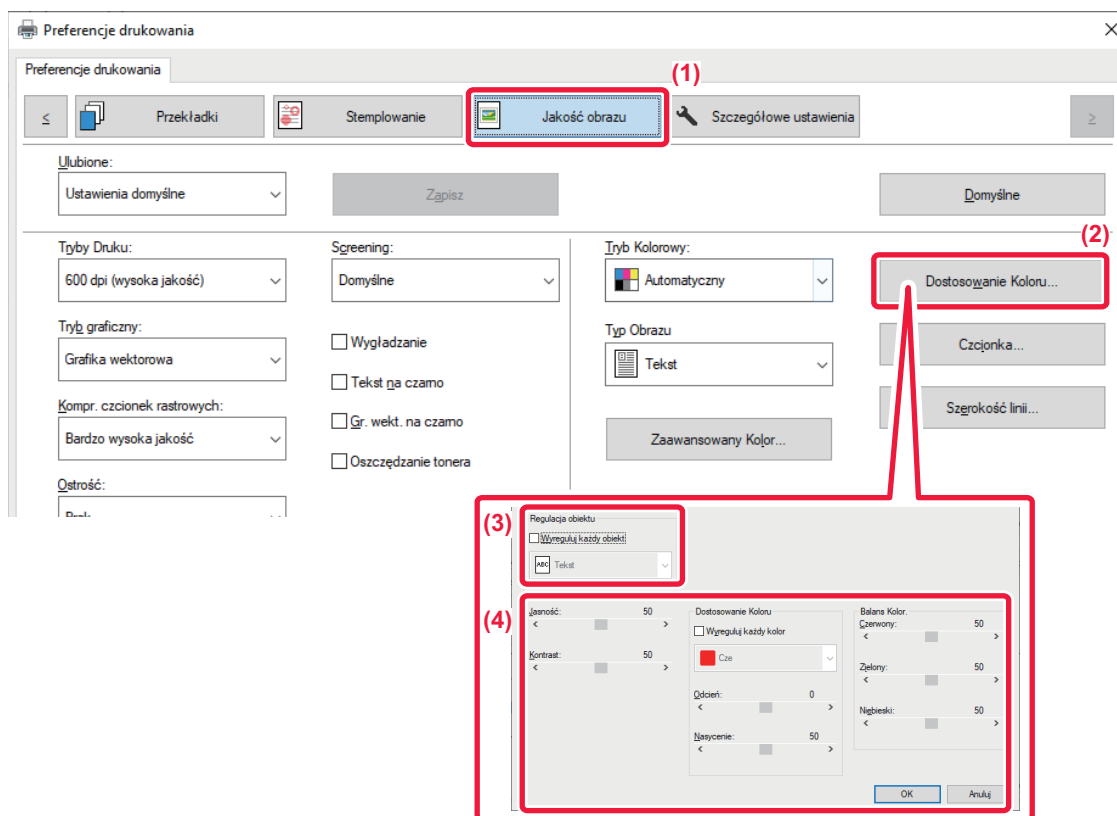 Preferencje drukowania
Preferencje drukowania
(1)
<
Przekładki
Stemplowanie
Jakość obrazu
Szczegółowe ustawienia
>
Ulubione:
Ustawienia domyślne
Zapisz
Domyślne
(2)
Tryby Druku:
600 dpi (wysoka jakość)
Screening:
Domyślne
Tryb Kolorowy:
Automatyczny
Dostosowanie Koloru...
Tryb graficzny:
Grafika wektorowa
Wygładzanie
Typ Obrazu
Tekst
Czcionka...
Tekst na czarno
Kompr. czcionek rastrowych:
Bardzo wysoka jakość
Gr. wekt. na czarno
Szerokość linii...
Oszczędzanie tonera
Zaawansowany Kolor...
Ostrość:
(3)
Regulacja obiektu
Wyreguluj każdy obiekt
ABC Tekst
(4)
Jasność: 50
Kontrast: 50
Dostosowanie Koloru
Wyreguluj każdy kolor
Cze
Odcień: 0
Nasycenie: 50
Balans Kolor.
Czerwony: 50
Zielony: 50
Niebieski: 50
OK
Anuluj